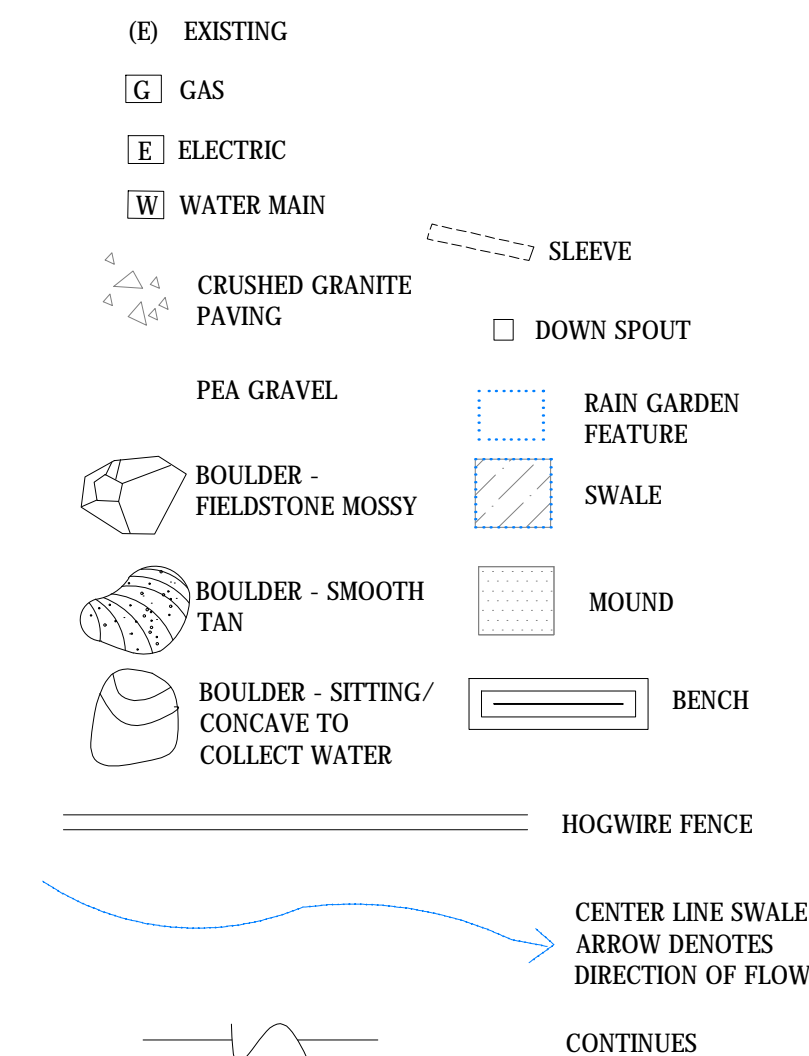 (E) EXISTING
G GAS
E ELECTRIC
W WATER MAIN
SLEEVE
CRUSHED GRANITE
PAVING
DOWN SPOUT
PEA GRAVEL
RAIN GARDEN
FEATURE
BOULDER -
FIELDSTONE MOSSY
SWALE
BOULDER - SMOOTH
TAN
MOUND
BOULDER - SITTING/
CONCAVE TO
COLLECT WATER
BENCH
HOGWIRE FENCE
CENTER LINE SWALE
ARROW DENOTES
DIRECTION OF FLOW
CONTINUES